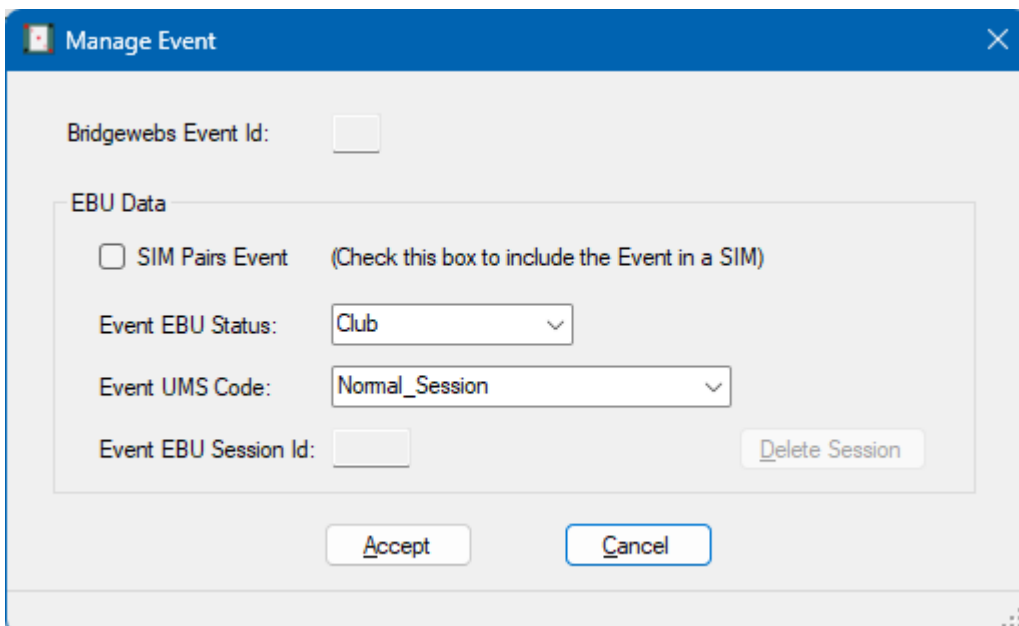 Manage Event
Bridgewebs Event Id:
EBU Data
SIM Pairs Event (Check this box to include the Event in a SIM)
Event EBU Status: Club
Event UMS Code: Normal_Session
Event EBU Session Id: Delete Session
Accept Cancel